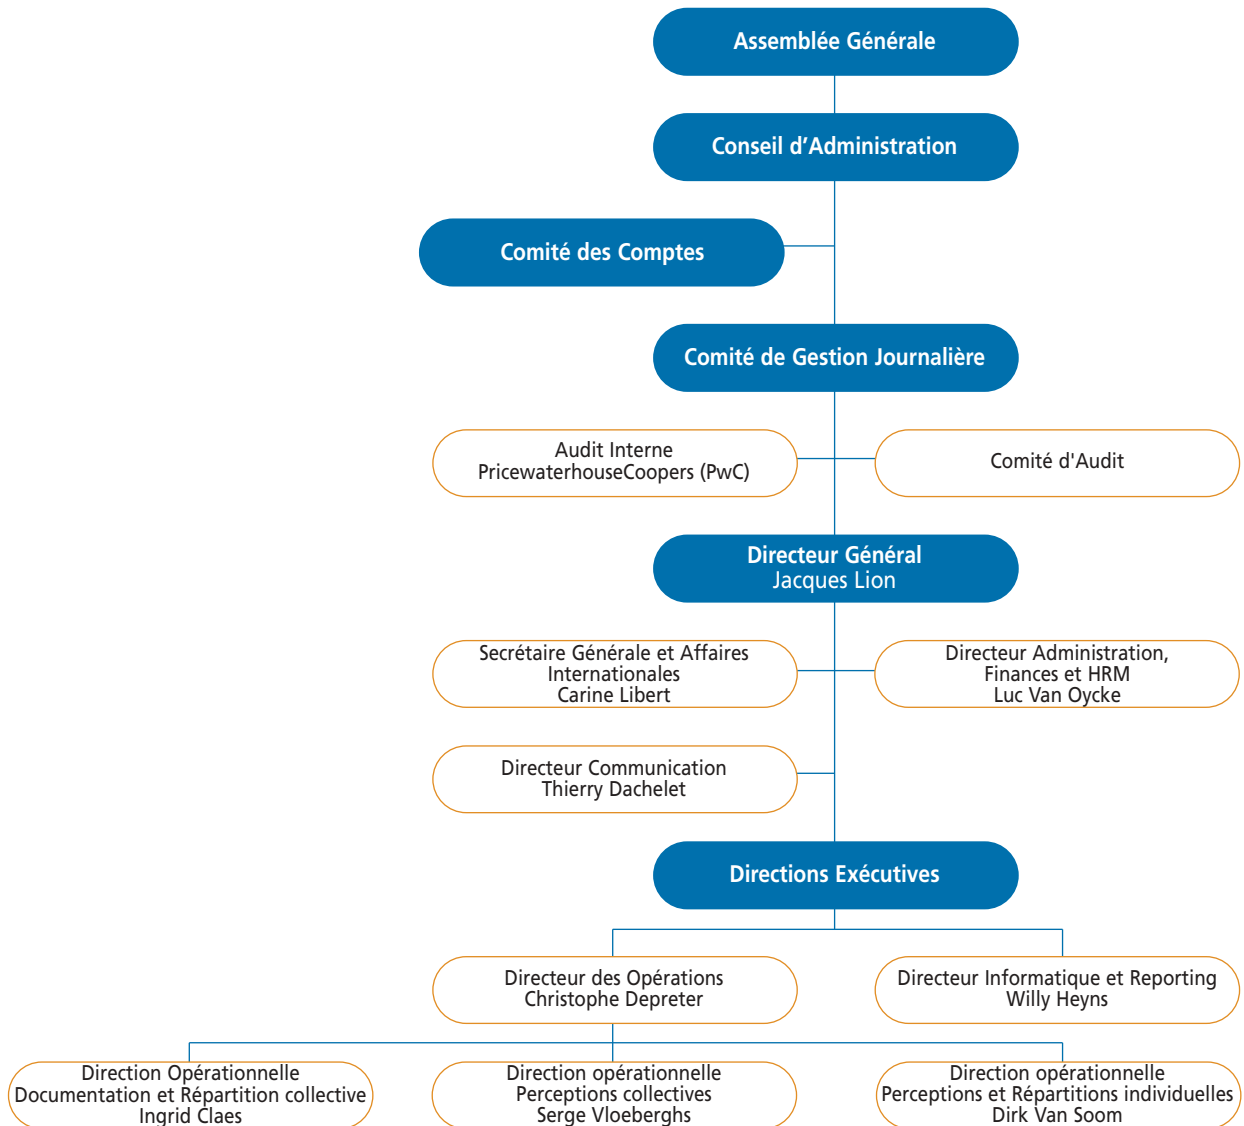 Assemblée Générale
Conseil d’Administration
Comité des Comptes
Comité de Gestion Journalière
Audit Interne
PricewaterhouseCoopers (PwC)
Comité d'Audit
Directeur Général
Jacques Lion
Secrétaire Générale et Affaires
Internationales
Carine Libert
Directeur Administration,
Finances et HRM
Luc Van Oycke
Directeur Communication
Thierry Dachelet
Directions Exécutives
Directeur des Opérations
Christophe Depreter
Directeur Informatique et Reporting
Willy Heyns
Direction Opérationnelle
Documentation et Répartition collective
Ingrid Claes
Direction opérationnelle
Perceptions collectives
Serge Vloeberghs
Direction opérationnelle
Perceptions et Répartitions individuelles
Dirk Van Soom